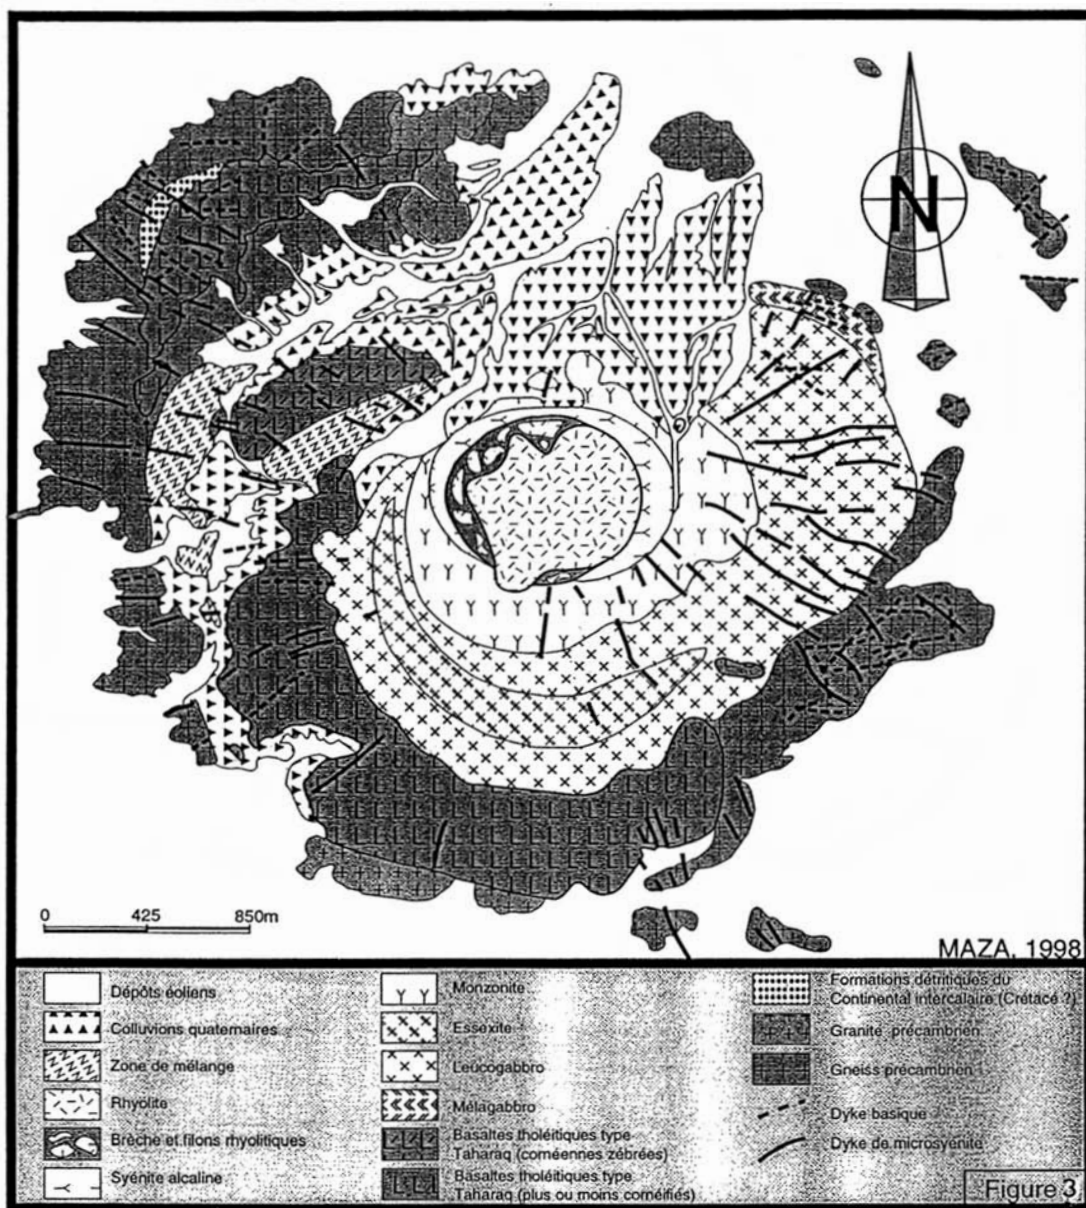 N
0 425 850m
MAZA, 1998
Dépôts éoliens
Colluvions quaternaires
Zone de mélange
Rhyolite
Brèche et filons rhyolitiques
Syénite alcaline
Monzonite
Essexite
Leucogabbro
Mélagabbro
Basaltes tholéitiques type
Taharaq (cornéennes zébrées)
Basaltes tholéitiques type
Taharaq (plus ou moins cornéifiés)
Formations détritiques du
Continental intercalaire (Crétacé ?)
Granite précambrien
Gneiss précambrien
Dyke basique
Dyke de microsyénite
Figure 3